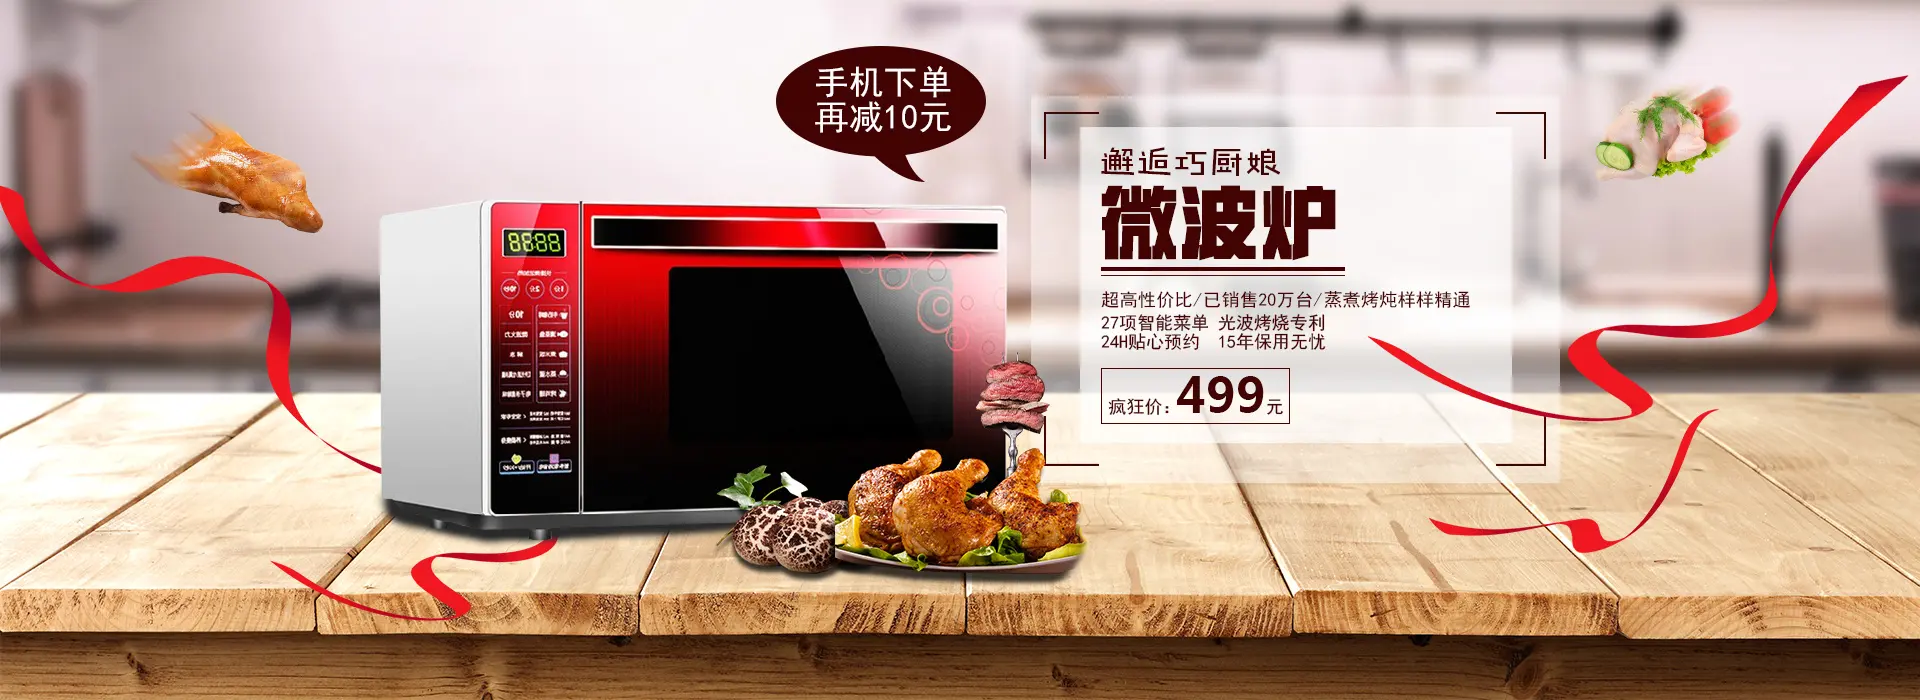 手机下单
再减10元
邂逅巧厨娘
微波炉
超高性价比/已销售20万台/蒸煮烤炖样样精通
27项智能菜单 光波烤烧专利
24H贴心预约 15年保用无忧
疯狂价:499元
88:88